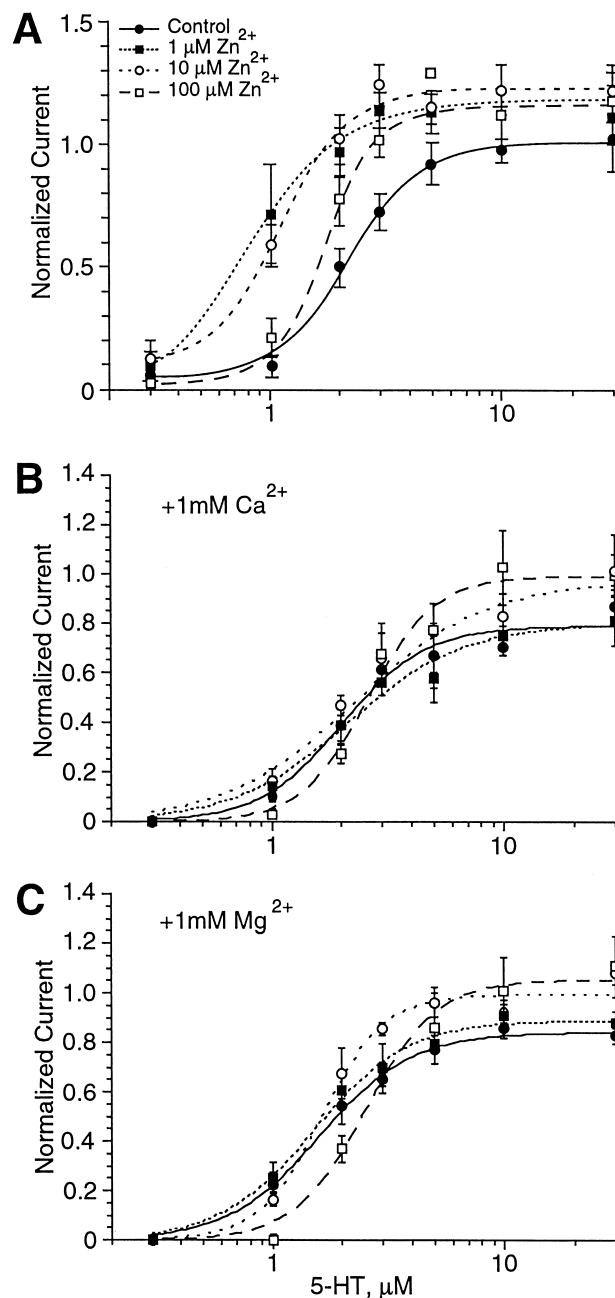 A
Control
1 μM Zn2+
10 μM Zn2+
100 μM Zn2+
1.5
1.0
0.5
0
Normalized Current
1
10
B
+1mM Ca2+
1.4
1.2
1.0
0.8
0.6
0.4
0.2
0
Normalized Current
1
10
C
+1mM Mg2+
1.4
1.2
1.0
0.8
0.6
0.4
0.2
0
Normalized Current
1
10
5-HT, μM